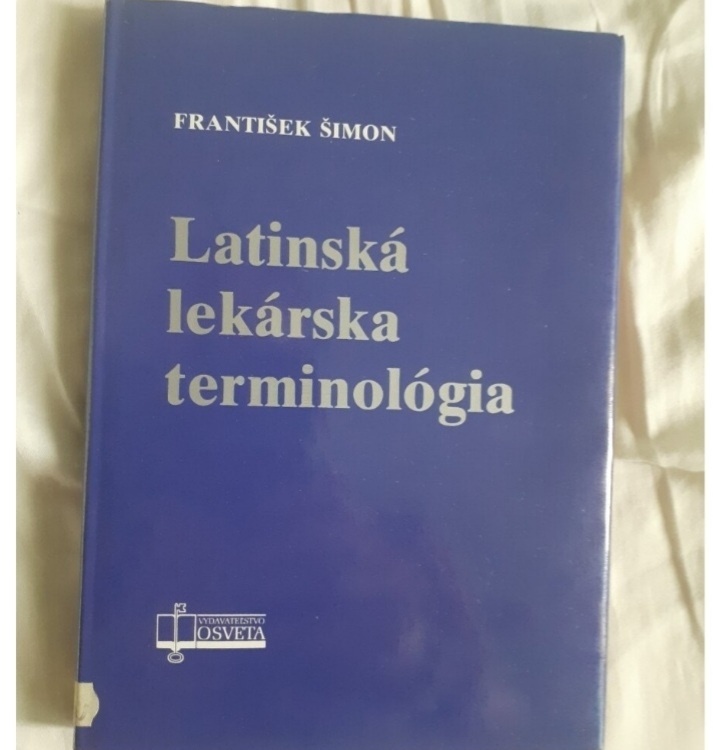 FRANTIŠEK ŠIMON
Latinská
lekárska
terminológia
VYDAVATEĽSTVO
OSVETA